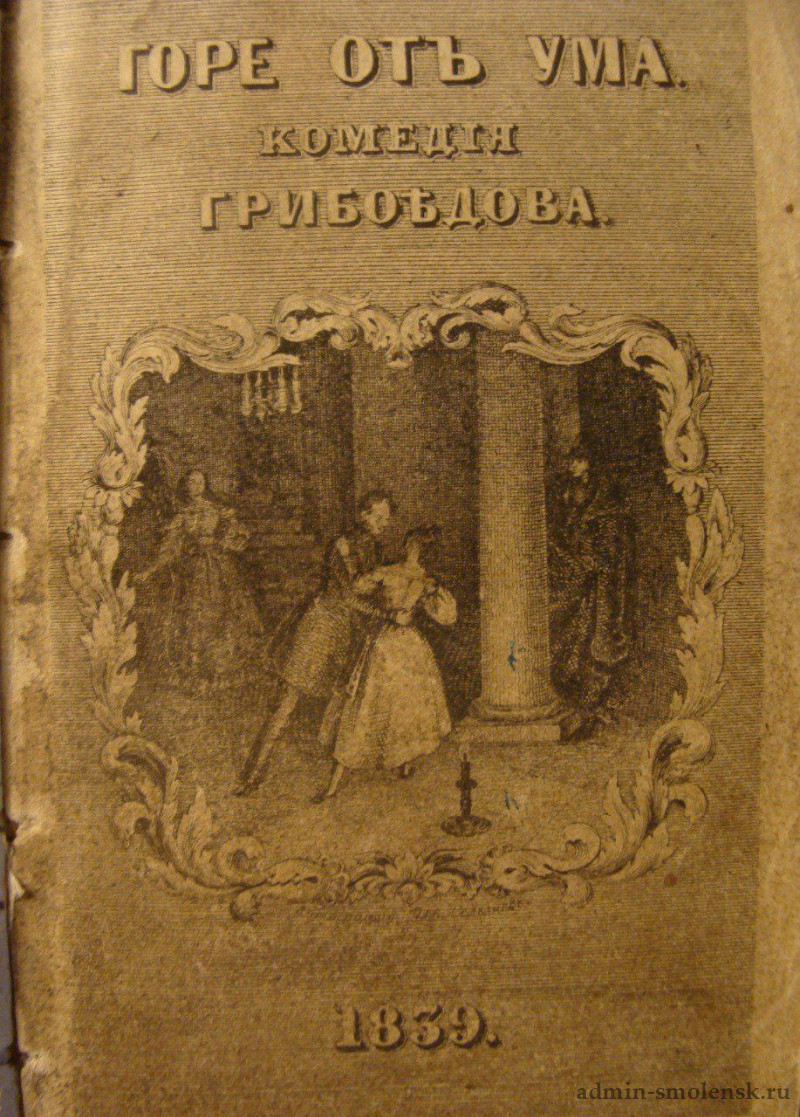 ГОРЕ ОТЪ УМА.
КОМЕДІЯ
ГРИБОѢДОВА.
1839.
admin-smolensk.ru